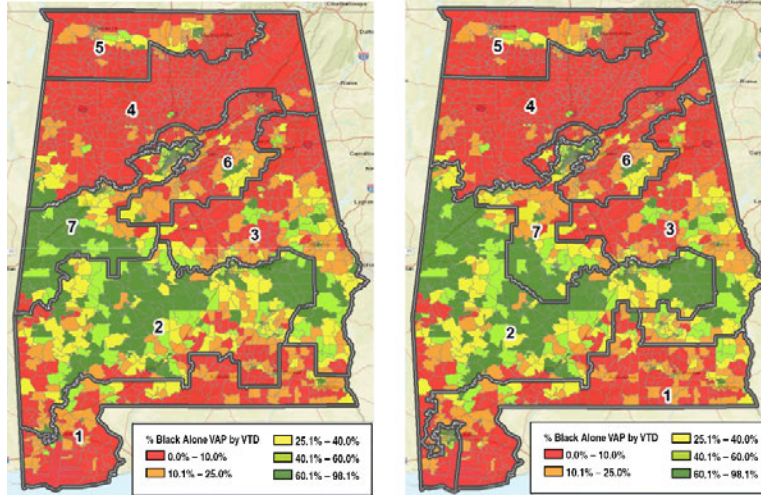 5
4
6
7
3
2
1
% Black Alone VAP by VTD
0.0% – 10.0%
10.1% – 25.0%
25.1% – 40.0%
40.1% – 60.0%
60.1% – 98.1%
5
4
6
7
3
2
1
% Black Alone VAP by VTD
0.0% – 10.0%
10.1% – 25.0%
25.1% – 40.0%
40.1% – 60.0%
60.1% – 98.1%